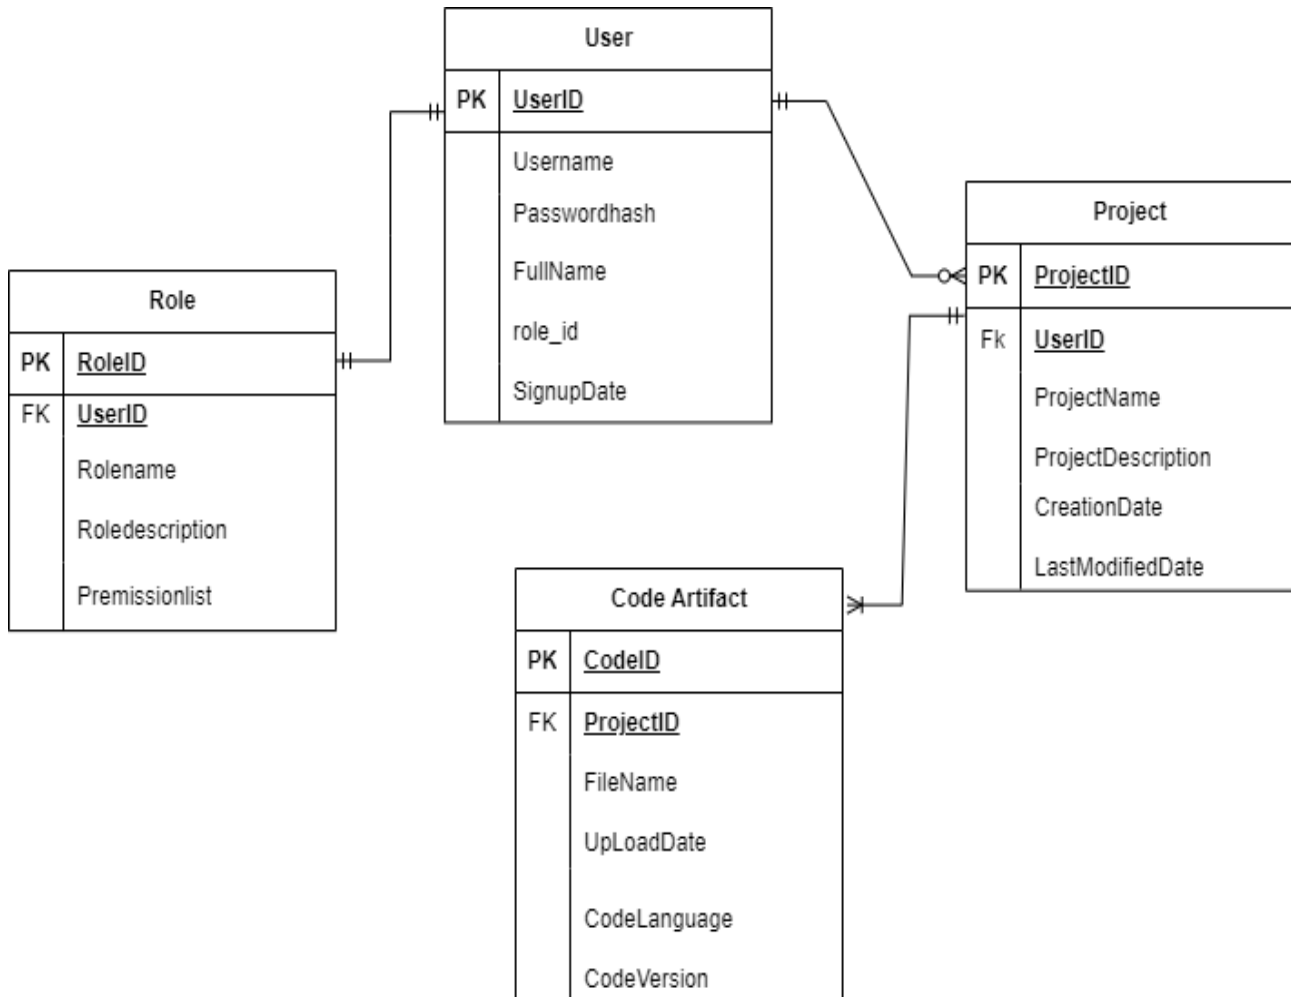 User
PK UserID
Username
Passwordhash
FullName
role_id
SignupDate
Role
PK RoleID
FK UserID
Rolename
Roledescription
Premissionlist
Project
PK ProjectID
Fk UserID
ProjectName
ProjectDescription
CreationDate
LastModifiedDate
Code Artifact
PK CodeID
FK ProjectID
FileName
UpLoadDate
CodeLanguage
CodeVersion